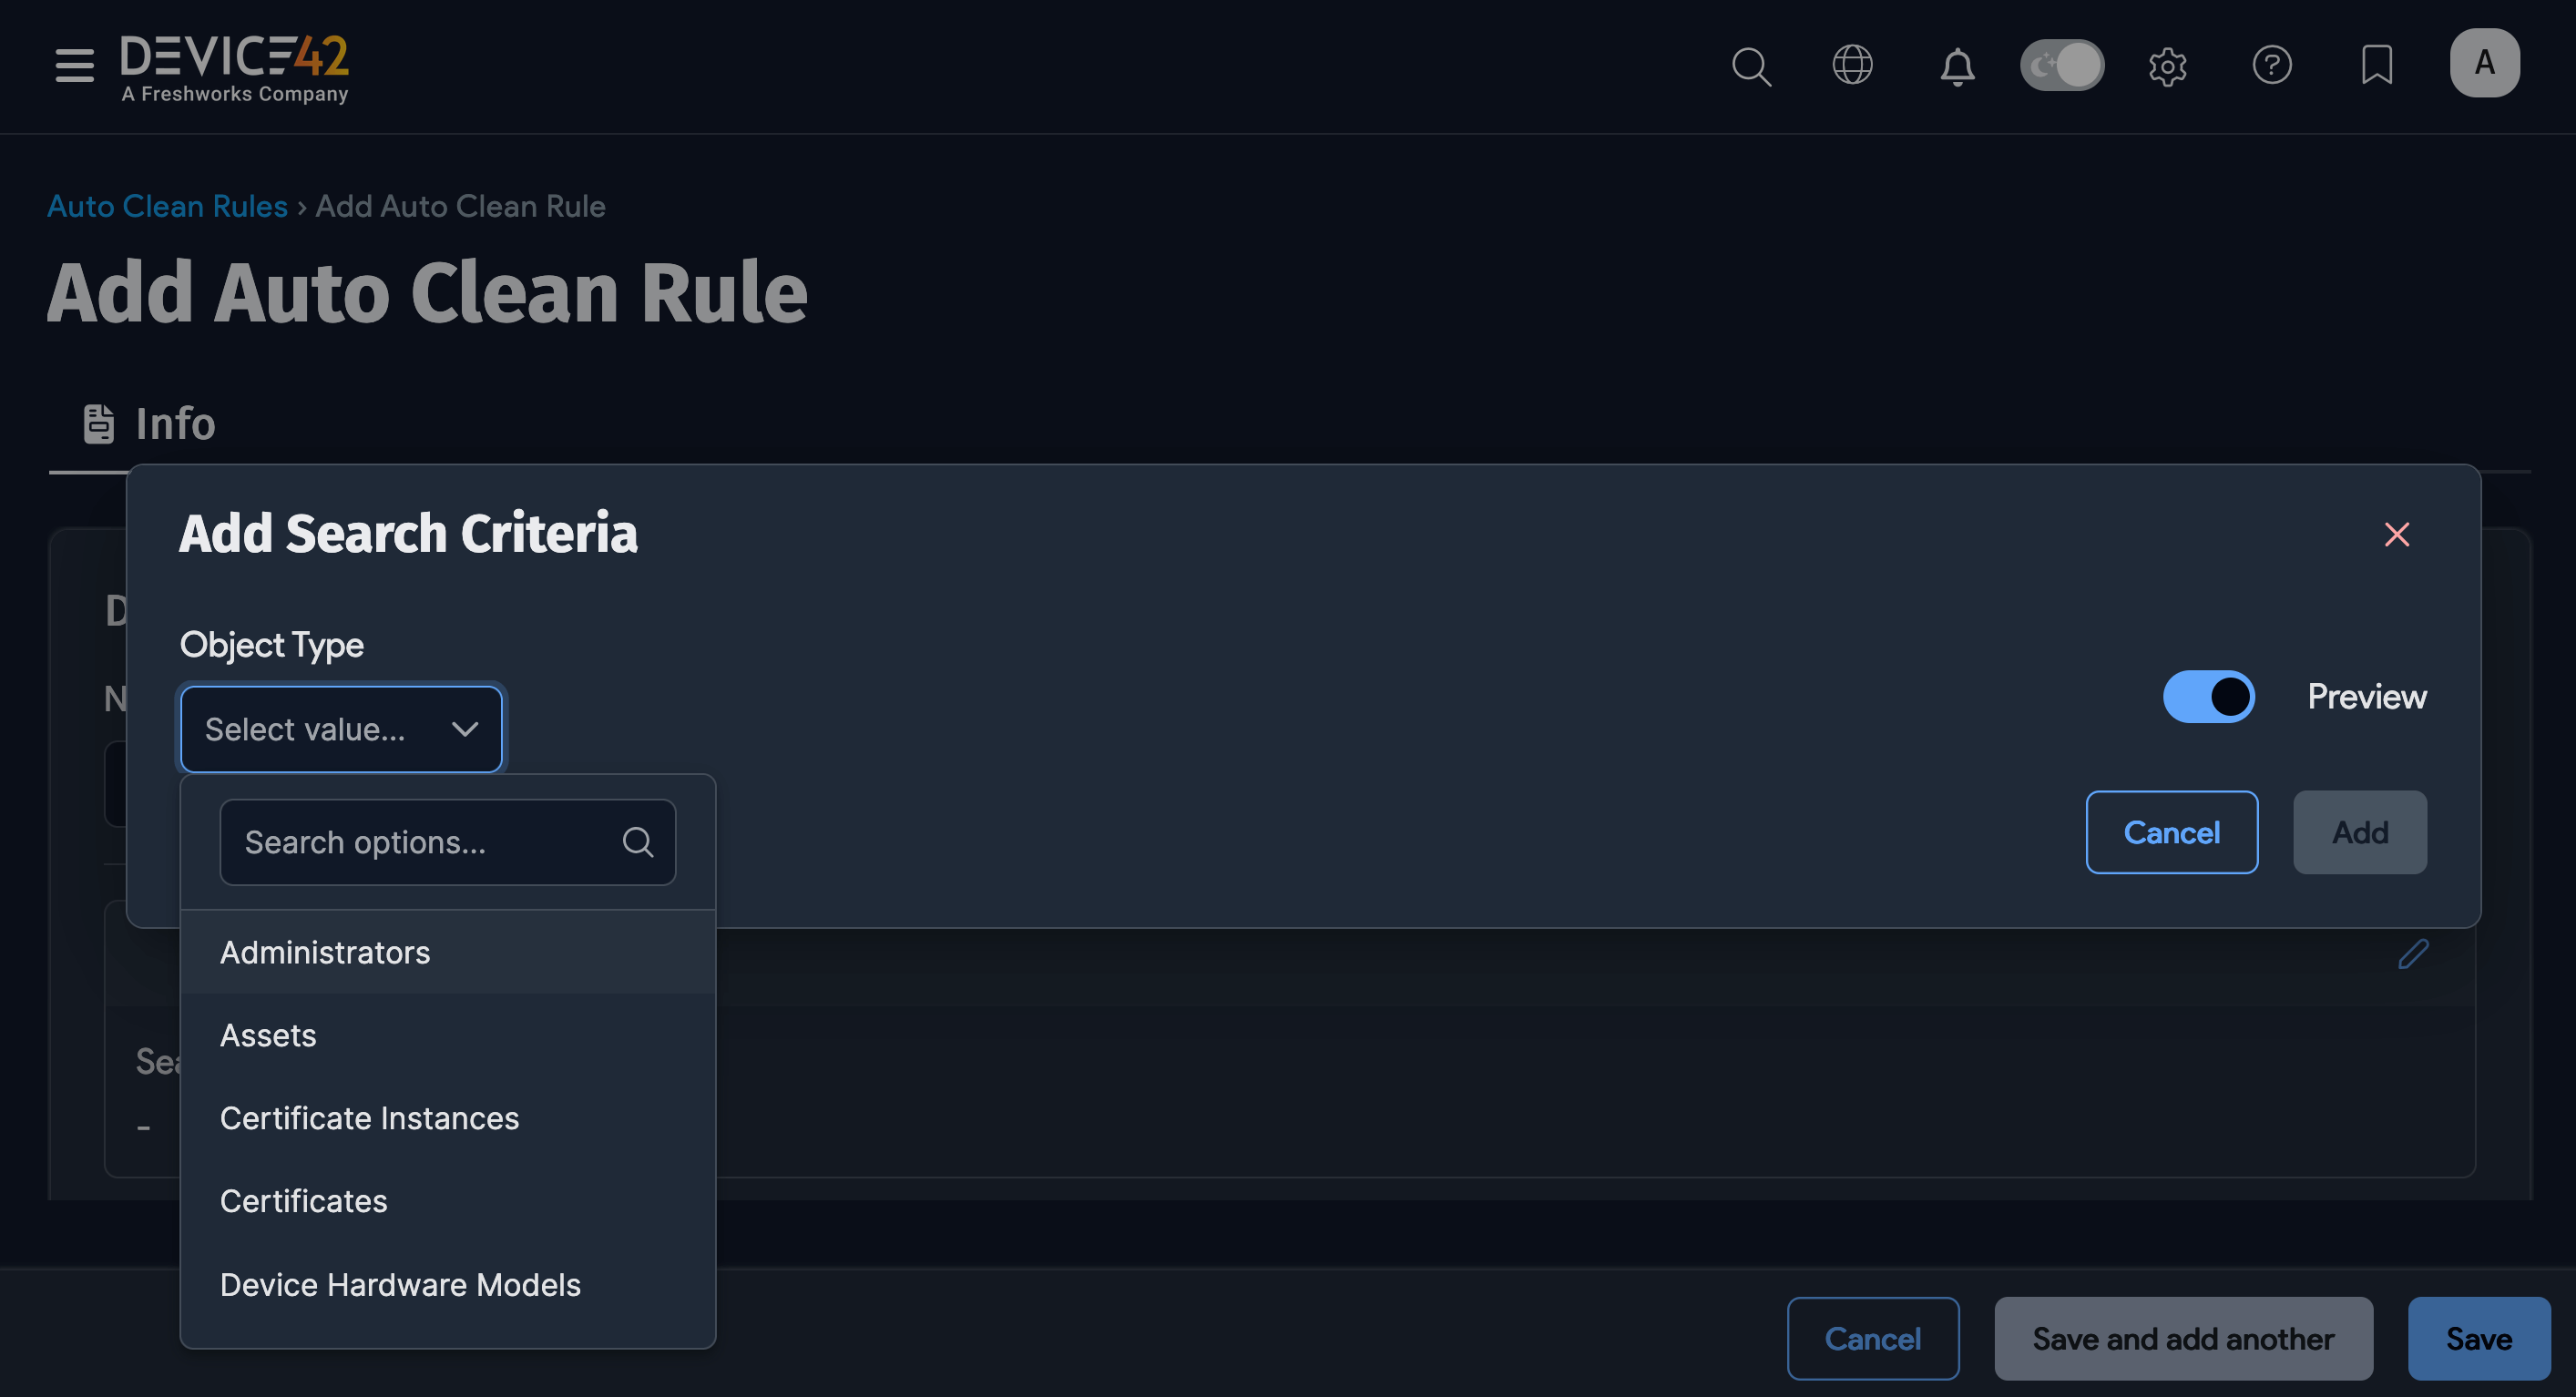 DEVICE42
A Freshworks Company
A
Auto Clean Rules › Add Auto Clean Rule
Add Auto Clean Rule
Info
Add Search Criteria
Object Type
Select value...
Preview
Search options...
Cancel
Add
Administrators
Assets
Certificate Instances
-
Certificates
Device Hardware Models
Cancel
Save and add another
Save